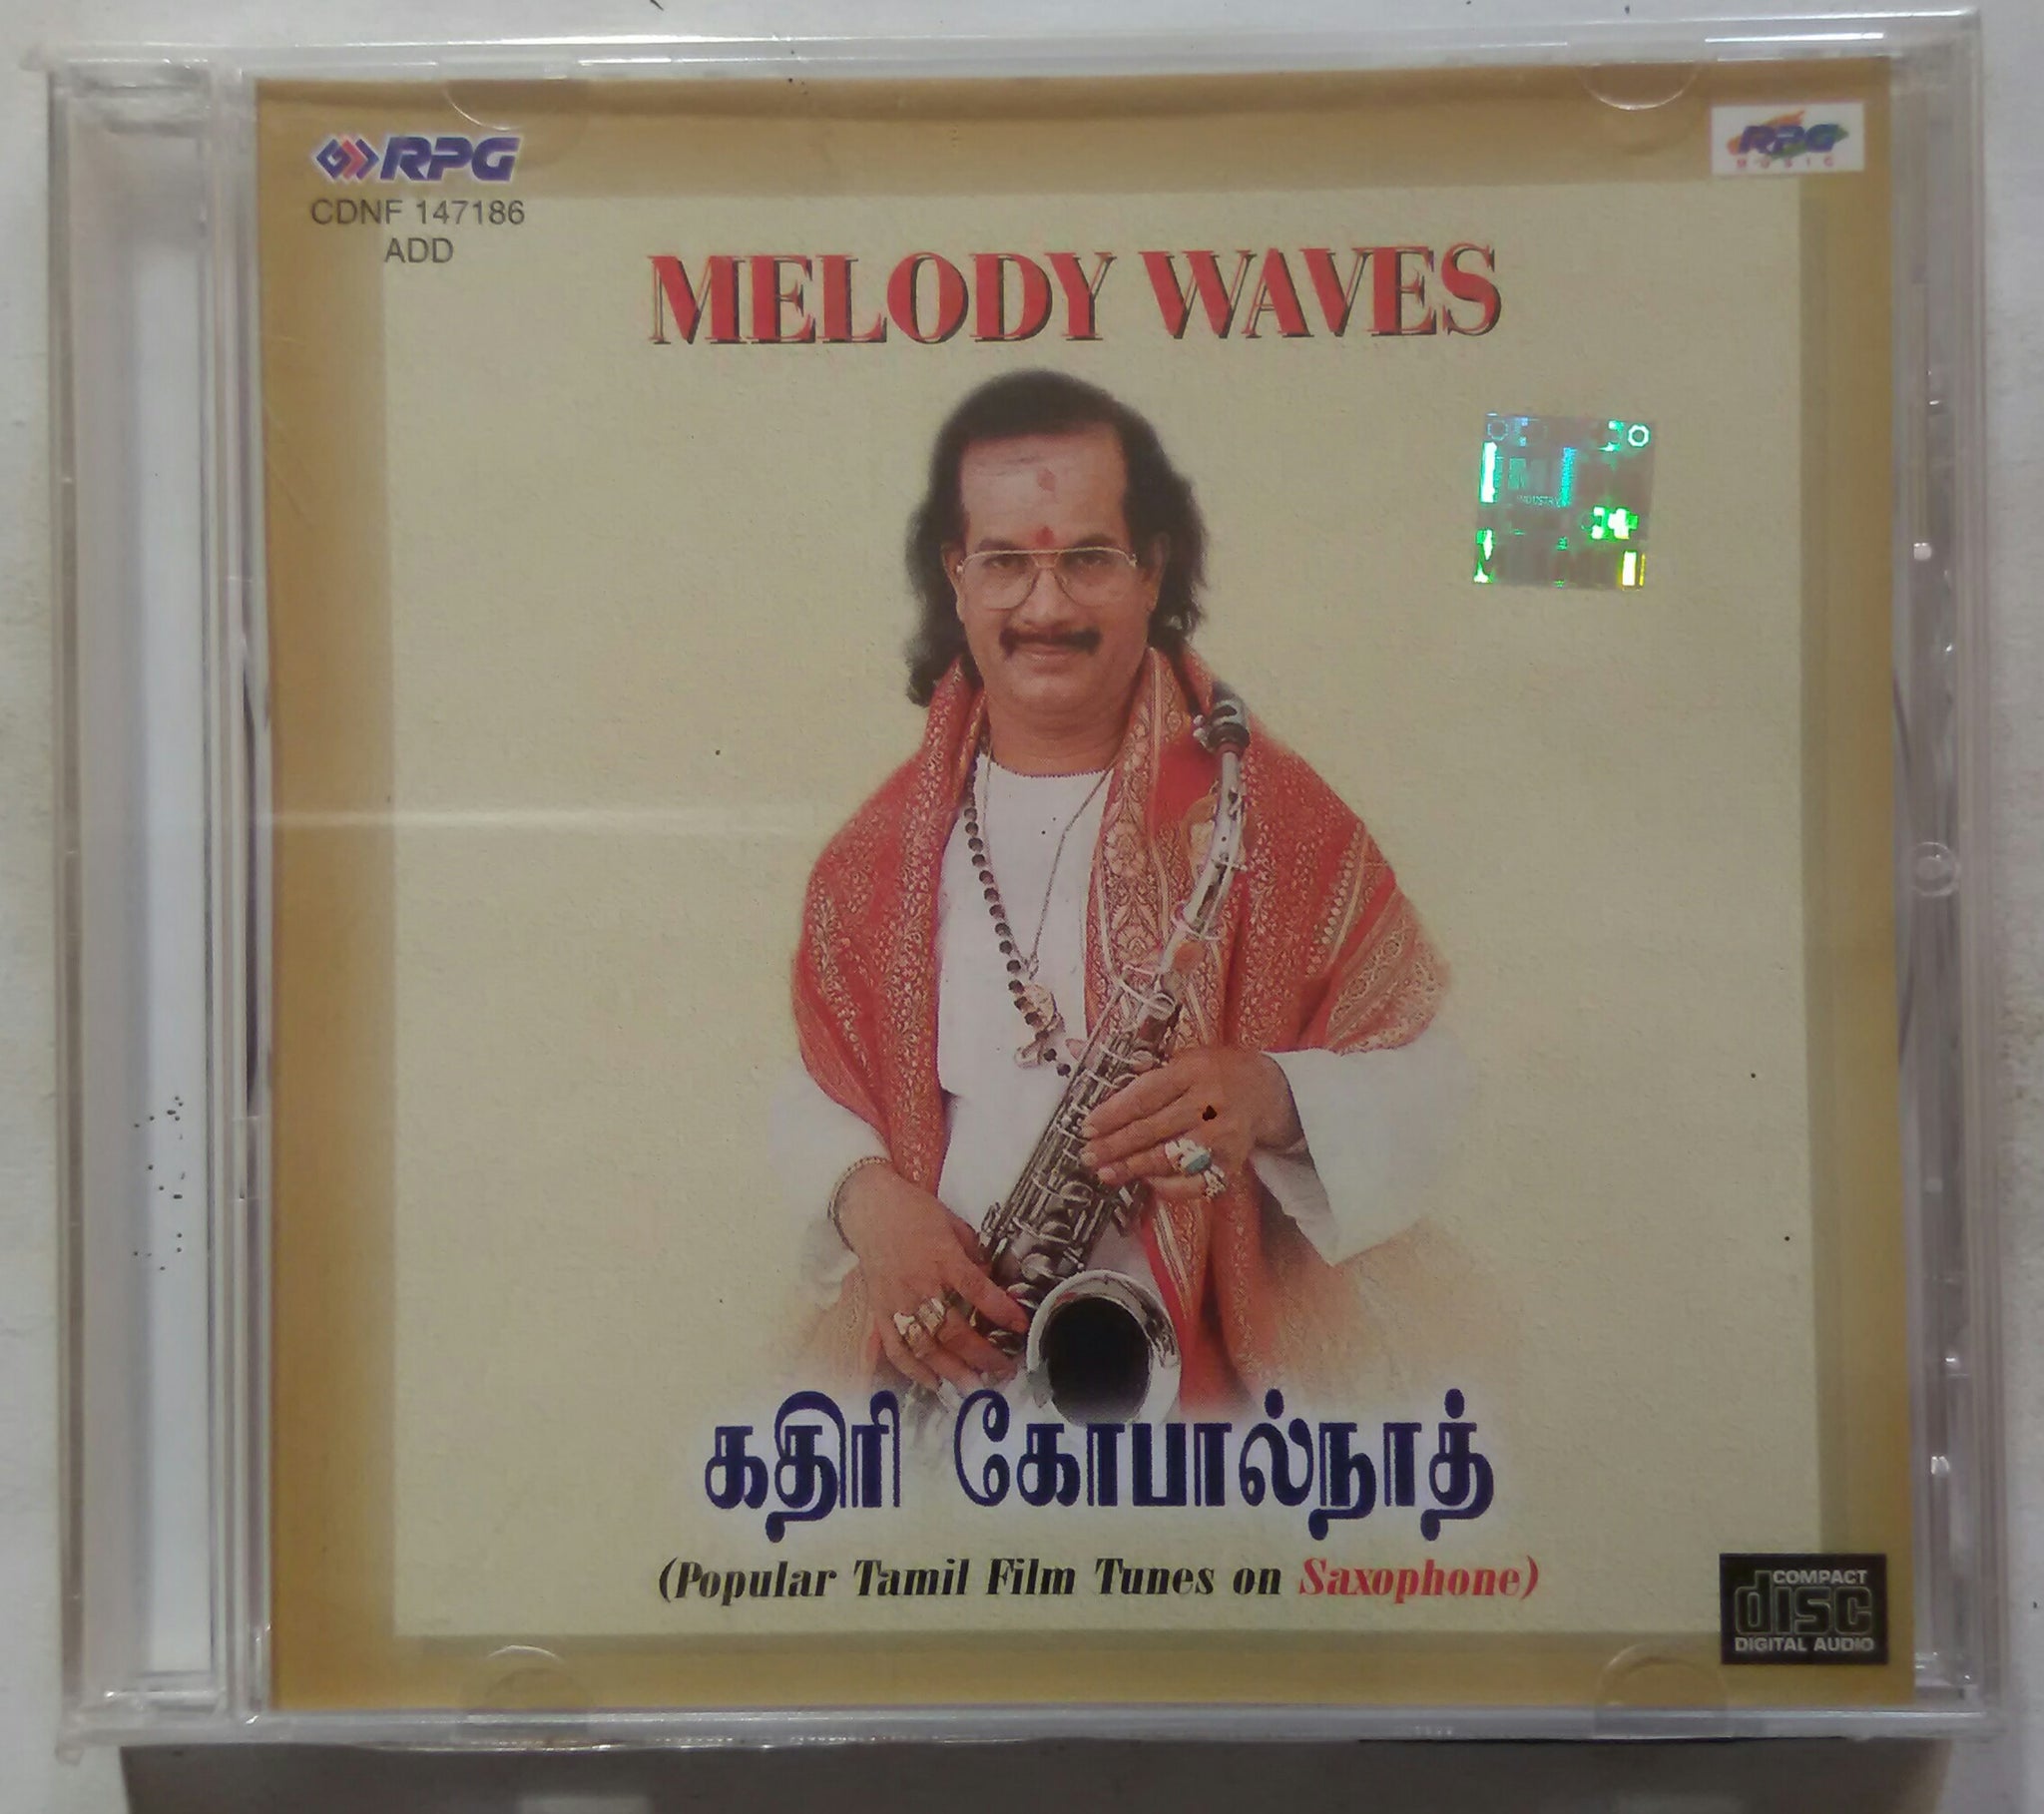 RPG
CDNF 147186
ADD
RPG
MUSIC
MELODY WAVES
கதிரி கோபால்நாத்
(Popular Tamil Film Tunes on Saxophone)
COMPACT
disc
DIGITAL AUDIO